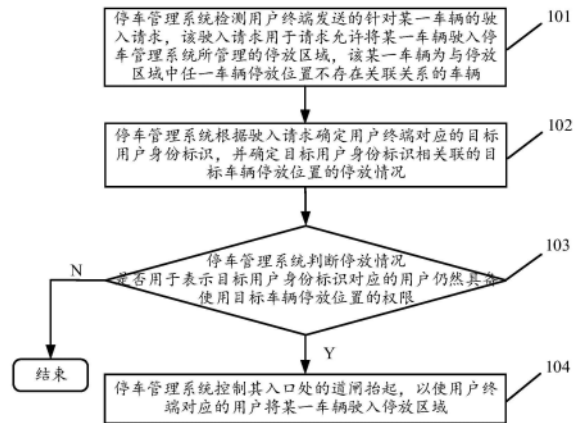 停车管理系统检测用户终端发送的针对某一车辆的驶
入请求，该驶入请求用于请求允许将某一车辆驶入停
车管理系统所管理的停放区域，该某一车辆为与停放
区域中任一车辆停放位置不存在关联关系的车辆
101
停车管理系统根据驶入请求确定用户终端对应的目标
用户身份标识，并确定目标用户身份标识相关联的目
标车辆停放位置的停放情况
102
停车管理系统判断停放情况
是否用于表示目标用户身份标识对应的用户仍然具备
使用目标车辆停放位置的权限
103
N
Y
结束
停车管理系统控制其入口处的道闸抬起，以使用户终
端对应的用户将某一车辆驶入停放区域
104